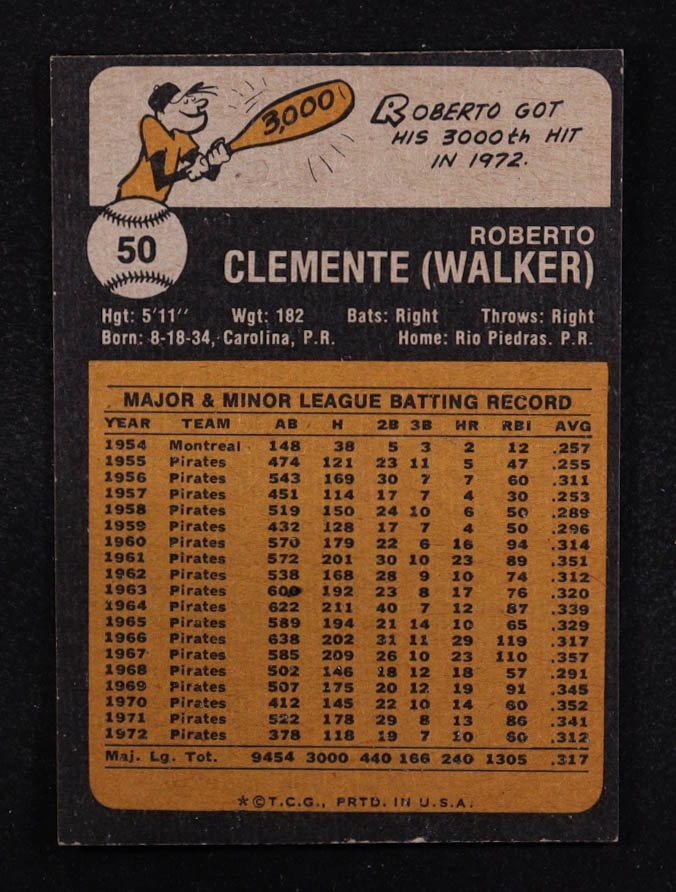 3,000
ROBERTO GOT
HIS 3000th HIT
IN 1972.
50
ROBERTO
CLEMENTE (WALKER)
Hgt: 5'11" Wgt: 182 Bats: Right Throws: Right
Born: 8-18-34, Carolina, P.R. Home: Rio Piedras. P.R.
MAJOR & MINOR LEAGUE BATTING RECORD
YEAR TEAM AB H 2B 3B HR RBI AVG
1954 Montreal 148 38 5 3 2 12 .257
1955 Pirates 474 121 23 11 5 47 .255
1956 Pirates 543 169 30 7 7 60 .311
1957 Pirates 451 114 17 7 4 30 .253
1958 Pirates 519 150 24 10 6 50 .289
1959 Pirates 432 128 17 7 4 50 .296
1960 Pirates 570 179 22 6 16 94 .314
1961 Pirates 572 201 30 10 23 89 .351
1962 Pirates 538 168 28 9 10 74 .312
1963 Pirates 600 192 23 8 17 76 .320
1964 Pirates 622 211 40 7 12 87 .339
1965 Pirates 589 194 21 14 10 65 .329
1966 Pirates 638 202 31 11 29 119 .317
1967 Pirates 585 209 26 10 23 110 .357
1968 Pirates 502 146 18 12 18 57 .291
1969 Pirates 507 175 20 12 19 91 .345
1970 Pirates 412 145 22 10 14 60 .352
1971 Pirates 522 178 29 8 13 86 .341
1972 Pirates 378 118 19 7 10 60 .312
Maj. Lg. Tot. 9454 3000 440 166 240 1305 .317
*©T.C.G., PRTD. IN U.S.A.